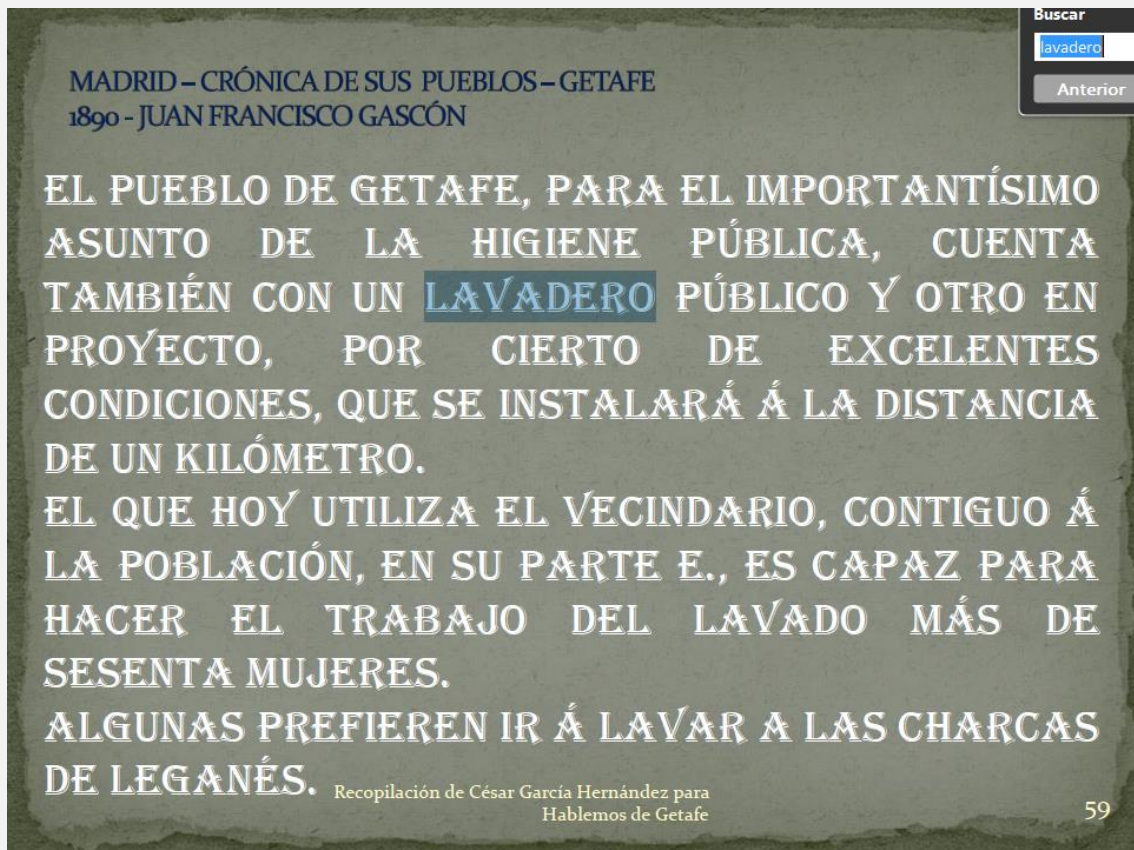 Buscar
lavadero
Anterior
MADRID – CRÓNICA DE SUS PUEBLOS – GETAFE
1890 - JUAN FRANCISCO GASCÓN
EL PUEBLO DE GETAFE, PARA EL IMPORTANTÍSIMO
ASUNTO DE LA HIGIENE PÚBLICA, CUENTA
TAMBIÉN CON UN LAVADERO PÚBLICO Y OTRO EN
PROYECTO, POR CIERTO DE EXCELENTES
CONDICIONES, QUE SE INSTALARÁ Á LA DISTANCIA
DE UN KILÓMETRO.
EL QUE HOY UTILIZA EL VECINDARIO, CONTIGUO Á
LA POBLACIÓN, EN SU PARTE E., ES CAPAZ PARA
HACER EL TRABAJO DEL LAVADO MÁS DE
SESENTA MUJERES.
ALGUNAS PREFIEREN IR Á LAVAR A LAS CHARCAS
DE LEGANÉS.
Recopilación de César García Hernández para
Hablemos de Getafe
59